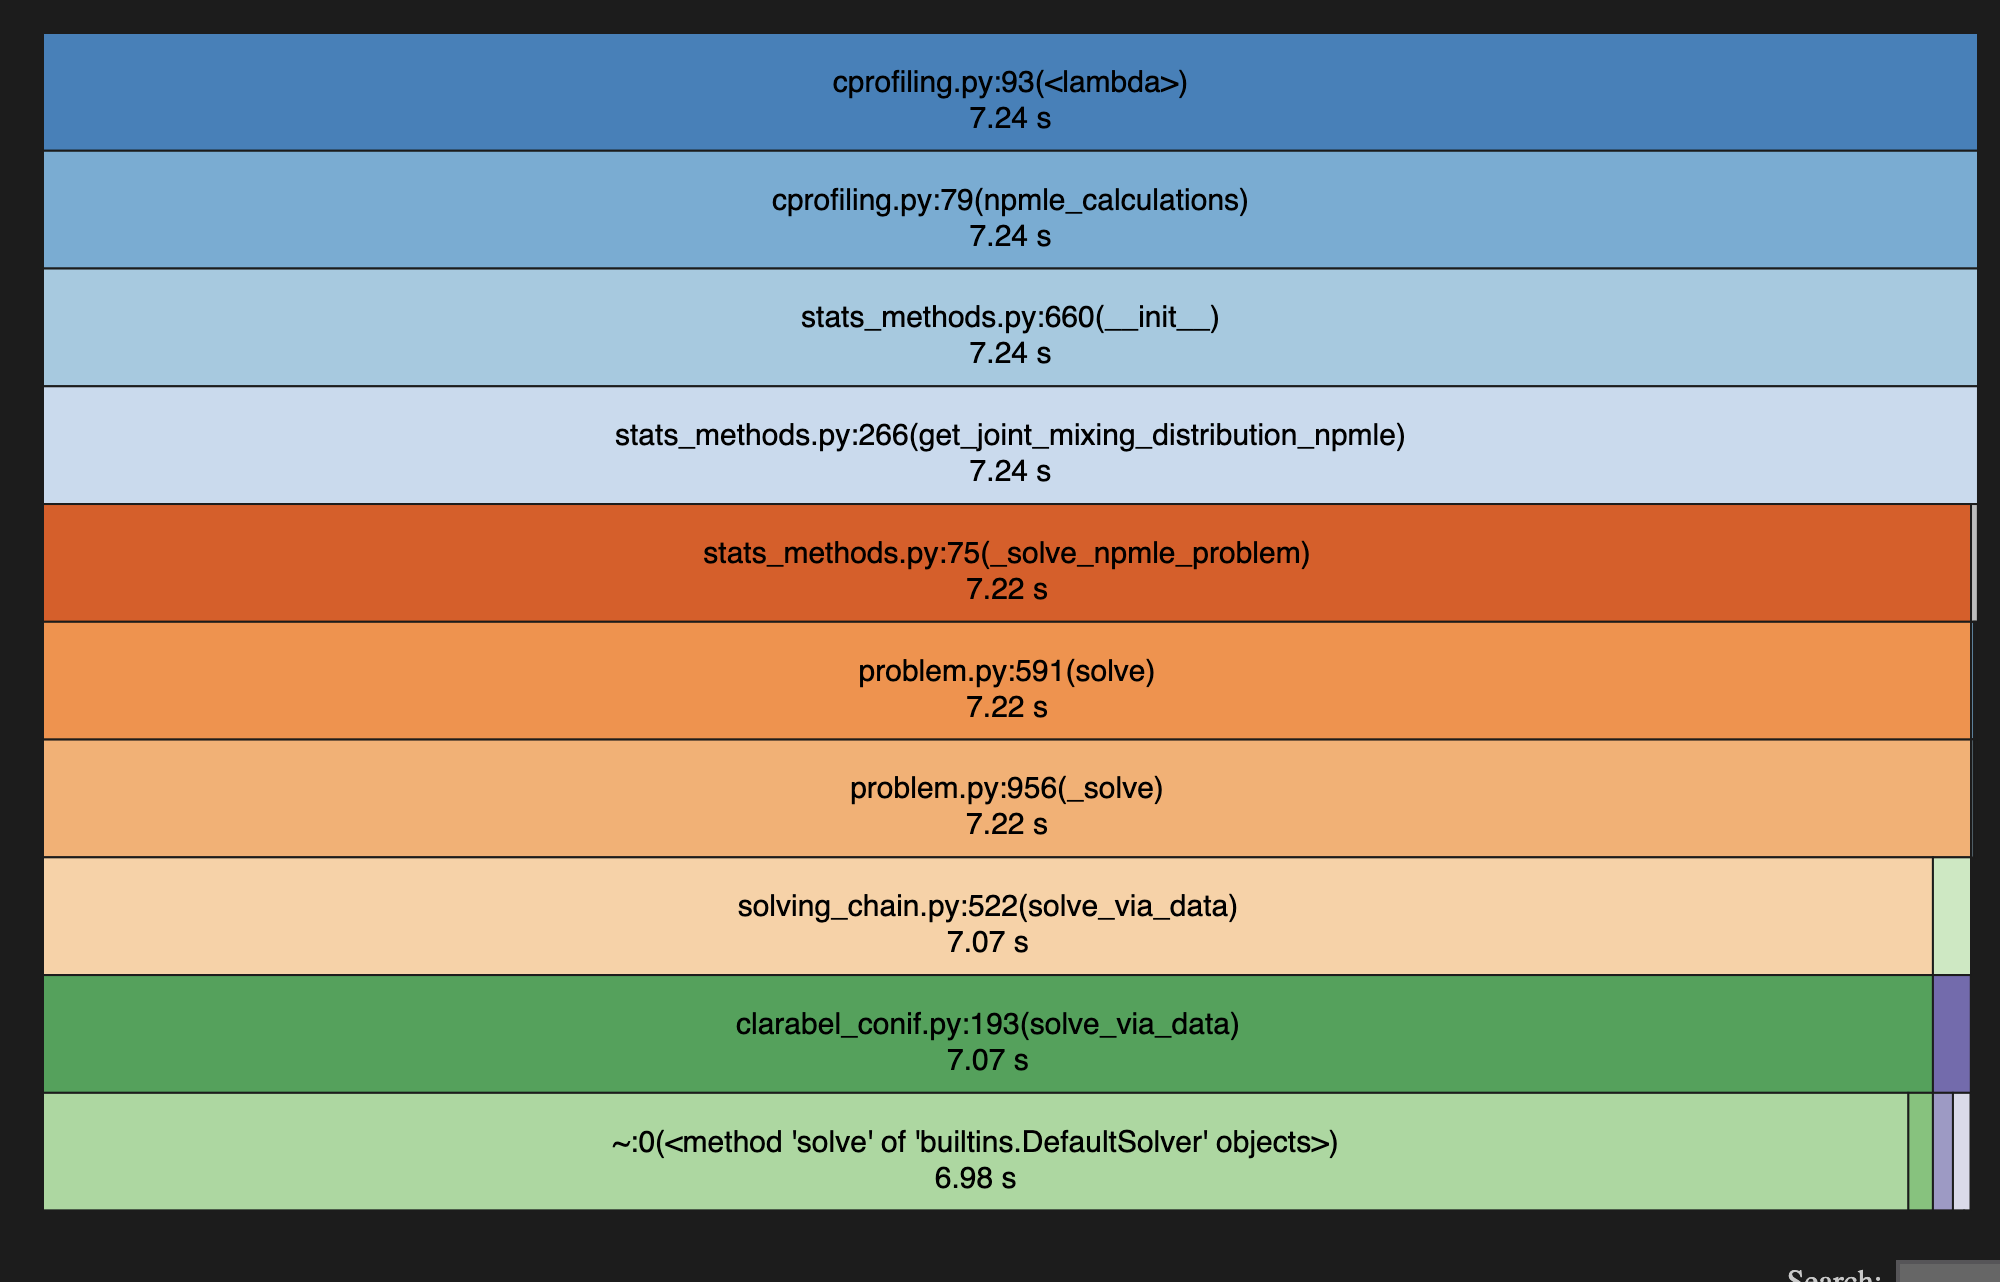 cprofiling.py:93(<lambda>)
7.24 s
cprofiling.py:79(npmle_calculations)
7.24 s
stats_methods.py:660(__init__)
7.24 s
stats_methods.py:266(get_joint_mixing_distribution_npmle)
7.24 s
stats_methods.py:75(_solve_npmle_problem)
7.22 s
problem.py:591(solve)
7.22 s
problem.py:956(_solve)
7.22 s
solving_chain.py:522(solve_via_data)
7.07 s
clarabel_conif.py:193(solve_via_data)
7.07 s
~:0(<method 'solve' of 'builtins.DefaultSolver' objects>)
6.98 s
Search: